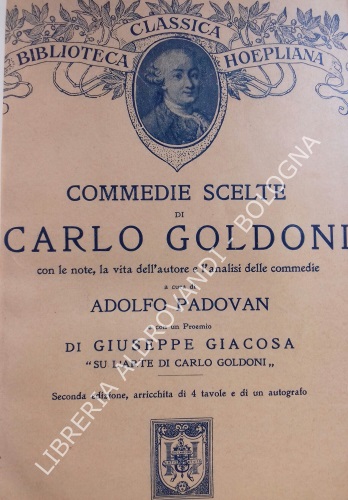 BIBLIOTECA CLASSICA HOEPLIANA
COMMEDIE SCELTE
DI
CARLO GOLDONI
con le note, la vita dell'autore e l'analisi delle commedie
a cura di
ADOLFO PADOVAN
e con un Proemio
DI GIUSEPPE GIACOSA
"SU L'ARTE DI CARLO GOLDONI„
Seconda edizione, arricchita di 4 tavole e di un autografo
LIBRERIA ALDROVANDI - BOLOGNA